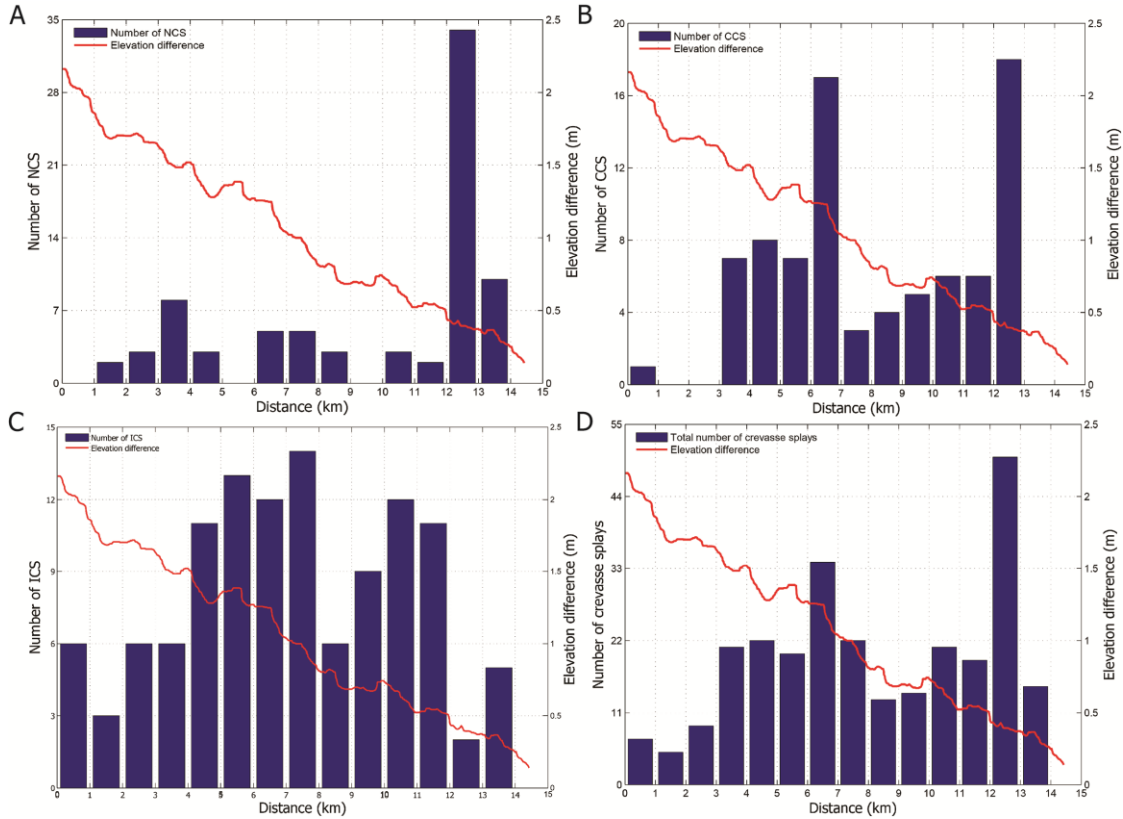 A
Number of NCS
Elevation difference
35
28
21
14
7
0
2.5
2
1.5
1
0.5
0
0 1 2 3 4 5 6 7 8 9 10 11 12 13 14 15
Number of NCS
Elevation difference (m)
Distance (km)
B
Number of CCS
Elevation difference
20
16
12
8
4
0
2.5
2
1.5
1
0.5
0
0 1 2 3 4 5 6 7 8 9 10 11 12 13 14 15
Number of CCS
Elevation difference (m)
Distance (km)
C
Number of ICS
Elevation difference
15
12
9
6
3
0
2.5
2
1.5
1
0.5
0
0 1 2 3 4 5 6 7 8 9 10 11 12 13 14 15
Number of ICS
Elevation difference (m)
Distance (km)
D
Total number of crevasse splays
Elevation difference
55
44
33
22
11
0
2.5
2
1.5
1
0.5
0
0 1 2 3 4 5 6 7 8 9 10 11 12 13 14 15
Number of crevasse splays
Elevation difference (m)
Distance (km)